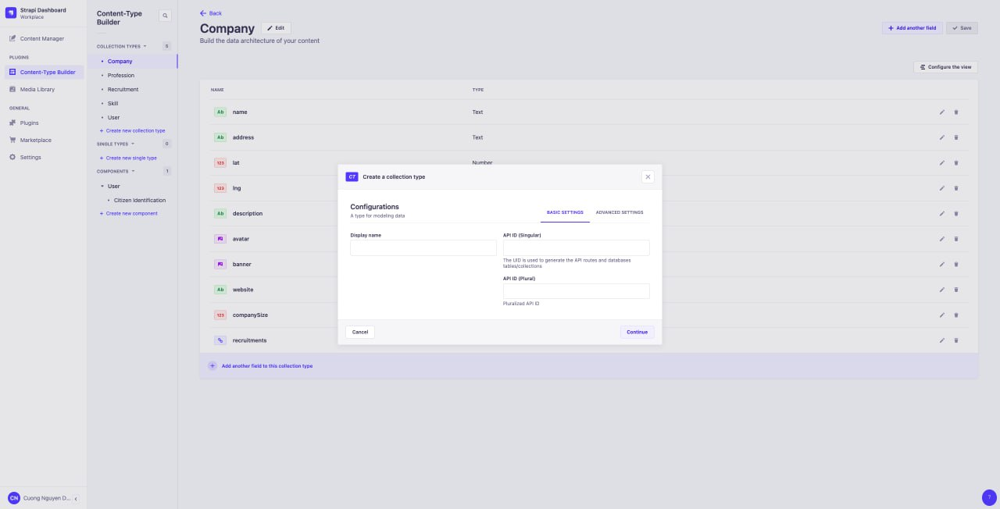 Strapi Dashboard
Workplace
Content Manager
PLUGINS
Content-Type Builder
Media Library
GENERAL
Plugins
Marketplace
Settings
CN Cuong Nguyen D...
Content-Type
Builder
COLLECTION TYPES 5
Company
Profession
Recruitment
Skill
User
+ Create new collection type
SINGLE TYPES 0
+ Create new single type
COMPONENTS 1
User
Citizen Identification
+ Create new component
Back
Company Edit
Build the data architecture of your content
+ Add another field Save
Configure the view
NAME TYPE
Ab name Text
Ab address Text
123 lat Number
123 lng
Ab description
avatar
banner
Ab website
123 companySize
recruitments
+ Add another field to this collection type
CT Create a collection type
Configurations
A type for modeling data
BASIC SETTINGS ADVANCED SETTINGS
Display name
API ID (Singular)
The UID is used to generate the API routes and databases
tables/collections
API ID (Plural)
Pluralized API ID
Cancel Continue
?